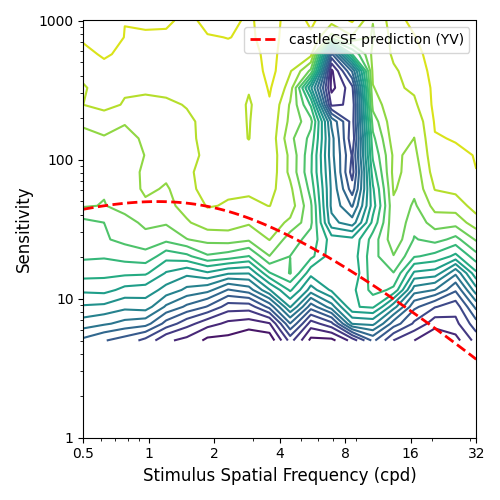 1000
castleCSF prediction (YV)
100
Sensitivity
10
1
0.5 1 2 4 8 16 32
Stimulus Spatial Frequency (cpd)